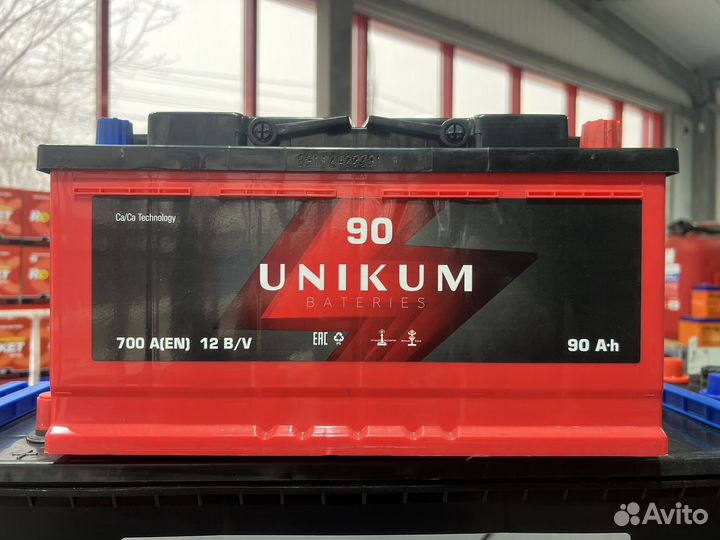 Ca/Ca Technology
90
UNIKUM
BATERIES
700 A(EN) 12 B/V
EAC
90 A·h
Avito